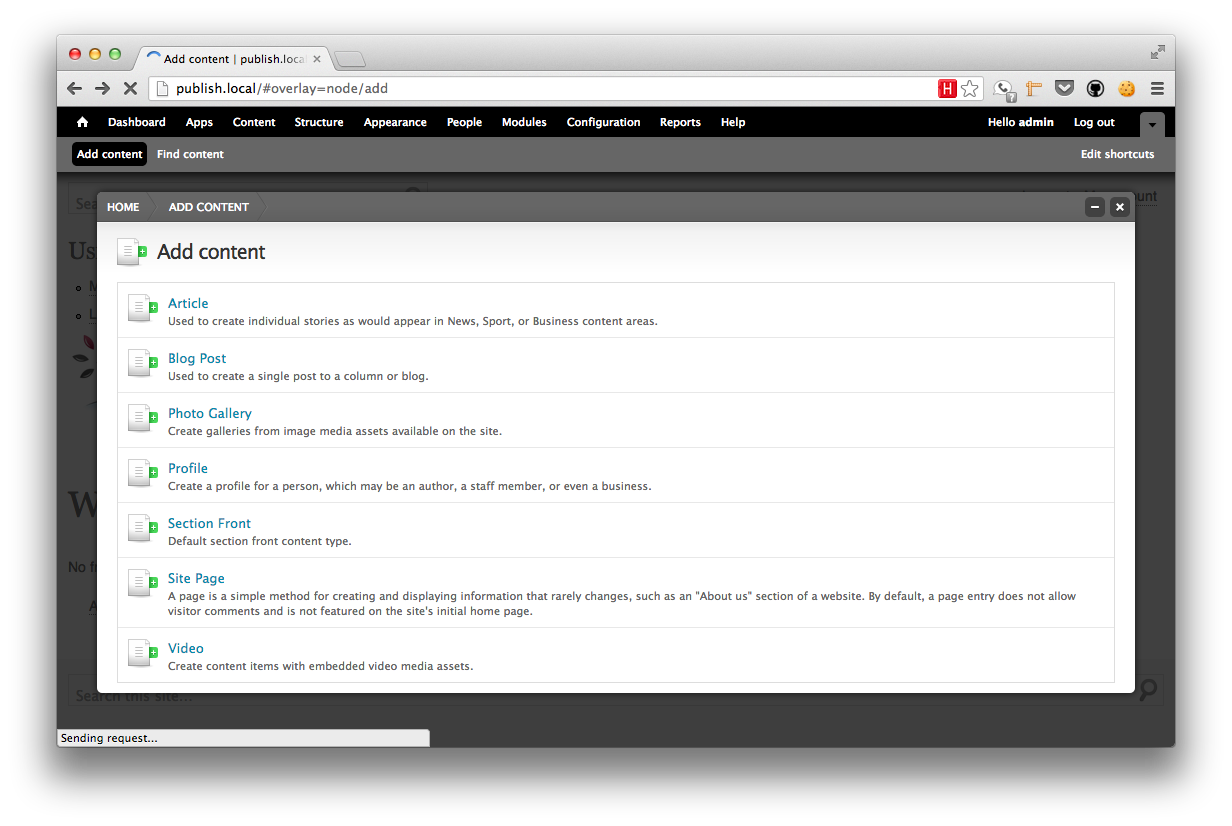 Add content | publish.loca
publish.local/#overlay=node/add
H
?
Dashboard Apps Content Structure Appearance People Modules Configuration Reports Help Hello admin Log out
Add content Find content Edit shortcuts
HOME ADD CONTENT
Add content
Article
Used to create individual stories as would appear in News, Sport, or Business content areas.
Blog Post
Used to create a single post to a column or blog.
Photo Gallery
Create galleries from image media assets available on the site.
Profile
Create a profile for a person, which may be an author, a staff member, or even a business.
Section Front
Default section front content type.
Site Page
A page is a simple method for creating and displaying information that rarely changes, such as an "About us" section of a website. By default, a page entry does not allow
visitor comments and is not featured on the site's initial home page.
Video
Create content items with embedded video media assets.
Search this site...
Sending request...